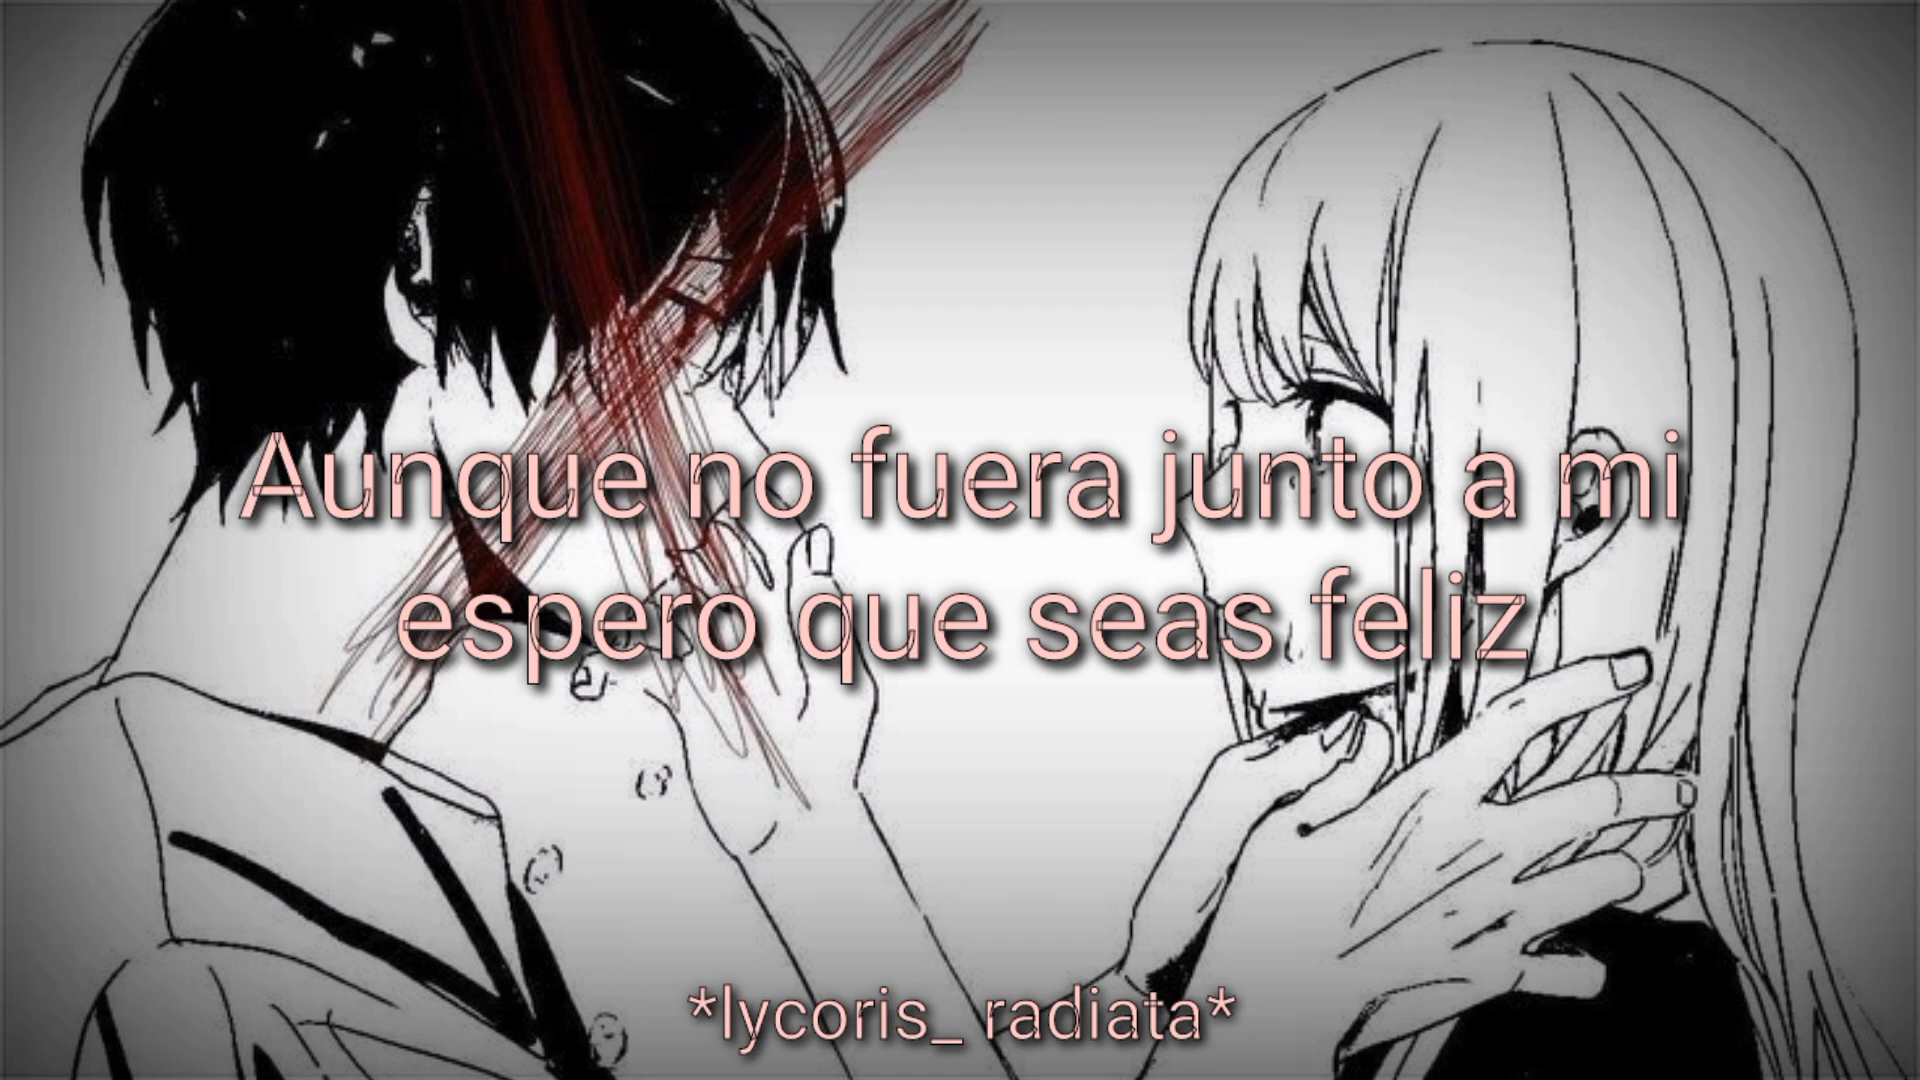 Aunque no fuera junto a mi
espero que seas feliz
*lycoris_ radiata*